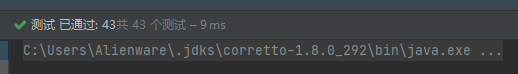 测试 已通过: 43共 43 个测试 – 9 ms
C:\Users\Alienware\.jdks\corretto-1.8.0_292\bin\java.exe ...